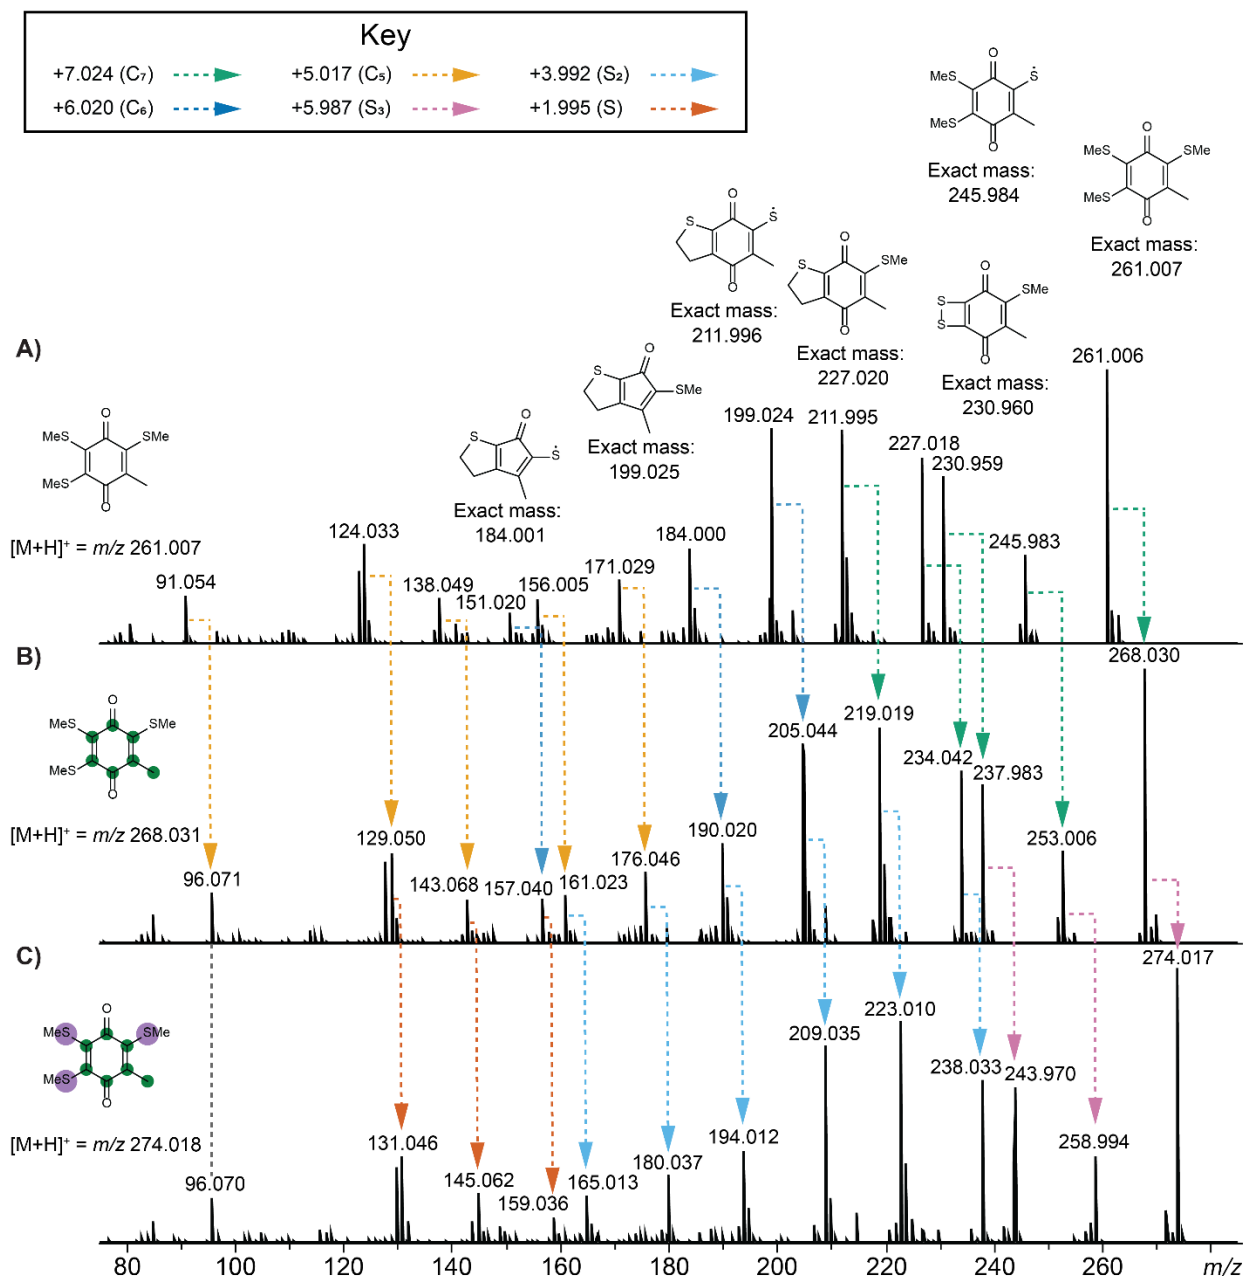 Key
+7.024 (C₇) +5.017 (C₅) +3.992 (S₂)
+6.020 (C₆) +5.987 (S₃) +1.995 (S)
O
MeS S·
MeS
O
Exact mass:
245.984
O
MeS SMe
MeS
O
Exact mass:
261.007
O
S S·
O
Exact mass:
211.996
O
S SMe
O
Exact mass:
227.020
O
S SMe
S
O
Exact mass:
230.960
O
S SMe
Exact mass:
199.025
O
S S·
Exact mass:
184.001
A)
O
MeS SMe
MeS
O
[M+H]⁺ = m/z 261.007
91.054
124.033
138.049
151.020
156.005
171.029
184.000
199.024
211.995
227.018
230.959
245.983
261.006
B)
O
MeS SMe
MeS
O
[M+H]⁺ = m/z 268.031
96.071
129.050
143.068
157.040
161.023
176.046
190.020
205.044
219.019
234.042
237.983
253.006
268.030
C)
O
MeS SMe
MeS
O
[M+H]⁺ = m/z 274.018
96.070
131.046
145.062
159.036
165.013
180.037
194.012
209.035
223.010
238.033
243.970
258.994
274.017
80 100 120 140 160 180 200 220 240 260 m/z